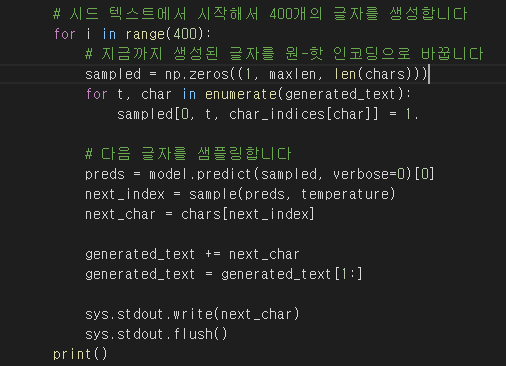 # 시드 텍스트에서 시작해서 400개의 글자를 생성합니다
for i in range(400):
# 지금까지 생성된 글자를 원-핫 인코딩으로 바꿉니다
sampled = np.zeros((1, maxlen, len(chars)))
for t, char in enumerate(generated_text):
sampled[0, t, char_indices[char]] = 1.
# 다음 글자를 샘플링합니다
preds = model.predict(sampled, verbose=0)[0]
next_index = sample(preds, temperature)
next_char = chars[next_index]
generated_text += next_char
generated_text = generated_text[1:]
sys.stdout.write(next_char)
sys.stdout.flush()
print()